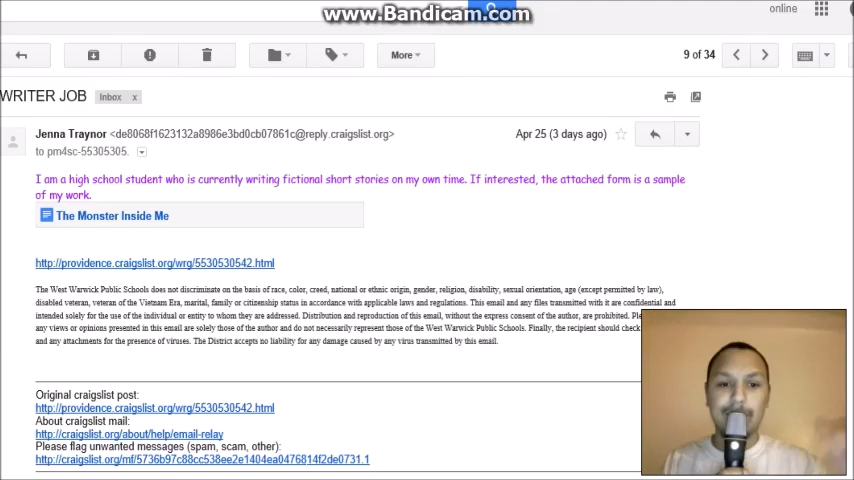 www.Bandicam.com
online
More
9 of 34
WRITER JOB
Inbox x
Jenna Traynor <de8068f1623132a8986e3bd0cb07861c@reply.craigslist.org>
Apr 25 (3 days ago)
to pm4sc-55305305.
I am a high school student who is currently writing fictional short stories on my own time. If interested, the attached form is a sample
of my work.
The Monster Inside Me
http://providence.craigslist.org/wrg/5530530542.html
The West Warwick Public Schools does not discriminate on the basis of race, color, creed, national or ethnic origin, gender, religion, disability, sexual orientation, age (except permitted by law),
disabled veteran, veteran of the Vietnam Era, marital, family or citizenship status in accordance with applicable laws and regulations. This email and any files transmitted with it are confidential and
intended solely for the use of the individual or entity to whom they are addressed. Distribution and reproduction of this email, without the express consent of the author, are prohibited.
any views or opinions presented in this email are solely those of the author and do not necessarily represent those of the West Warwick Public Schools. Finally, the recipient should check
and any attachments for the presence of viruses. The District accepts no liability for any damage caused by any virus transmitted by this email.
Original craigslist post:
http://providence.craigslist.org/wrg/5530530542.html
About craigslist mail:
http://craigslist.org/about/help/email-relay
Please flag unwanted messages (spam, scam, other):
http://craigslist.org/mf/5736b97c88cc538ee2e1404ea0476814f2de0731.1